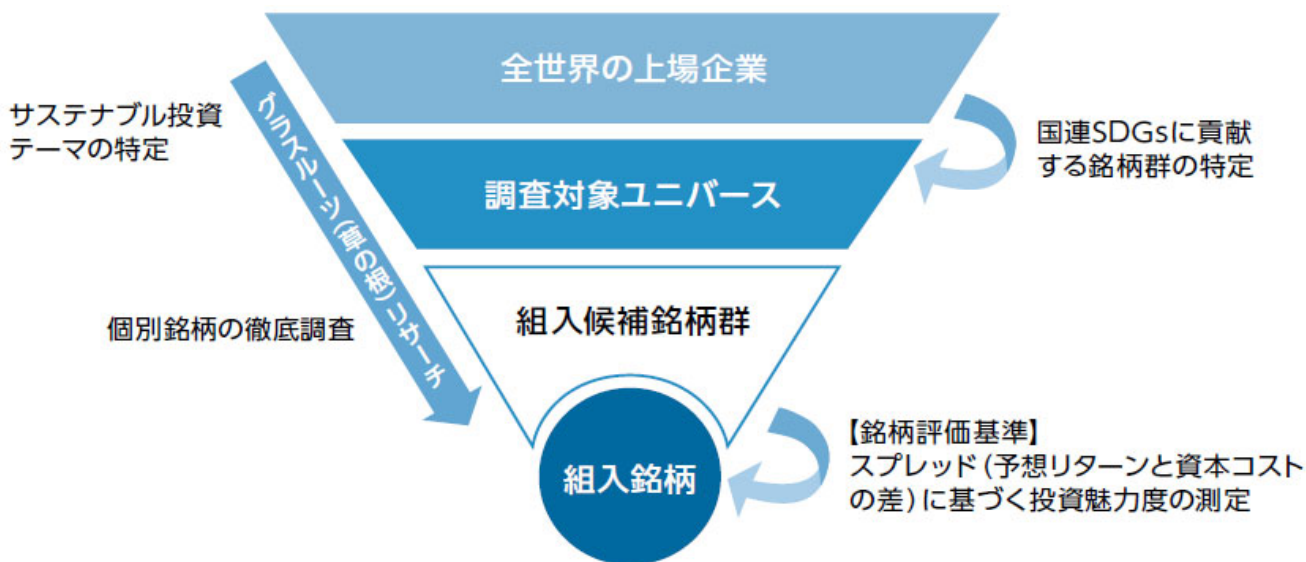 全世界の上場企業
サステナブル投資
テーマの特定
グラスルーツ(草の根)リサーチ
国連SDGsに貢献
する銘柄群の特定
調査対象ユニバース
組入候補銘柄群
個別銘柄の徹底調査
【銘柄評価基準】
スプレッド(予想リターンと資本コスト
の差)に基づく投資魅力度の測定
組入銘柄